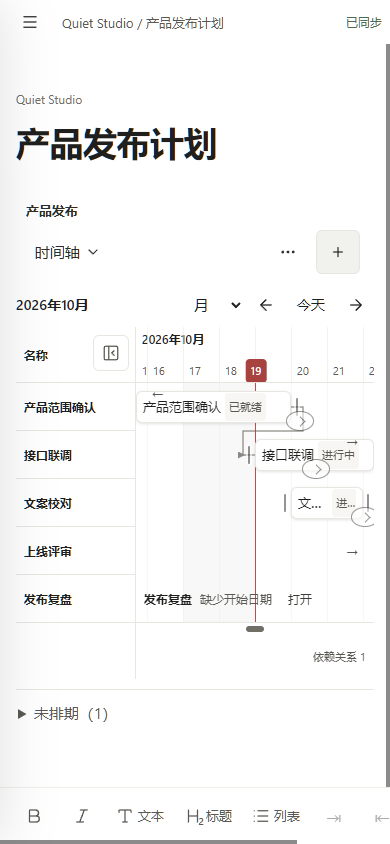 Quiet Studio / 产品发布计划 已同步
Quiet Studio
产品发布计划
产品发布
时间轴
2026年10月 月 今天
名称 2026年10月
1 16 17 18 19 20 21 2
产品范围确认 产品范围确认 已就绪
接口联调 接口联调 进行中
文案校对 文... 进...
上线评审
发布复盘 发布复盘 缺少开始日期 打开
依赖关系 1
未排期（1）
B I T 文本 H2 标题 列表